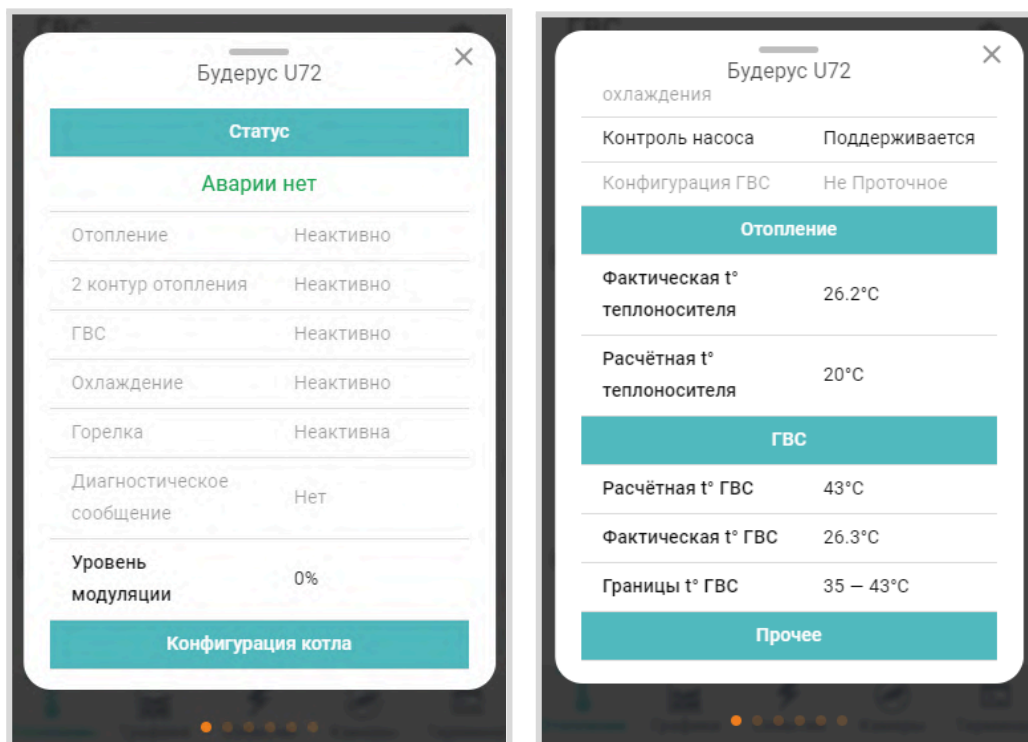 ГВС
Будерус U72
Статус
Аварии нет
Отопление Неактивно
2 контур отопления Неактивно
ГВС Неактивно
Охлаждение Неактивно
Горелка Неактивна
Диагностическое
сообщение
Нет
Уровень
модуляции
0%
Конфигурация котла
ГВС
Будерус U72
охлаждения
Контроль насоса Поддерживается
Конфигурация ГВС Не Проточное
Отопление
Фактическая t°
теплоносителя
26.2°C
Расчётная t°
теплоносителя
20°C
ГВС
Расчётная t° ГВС 43°C
Фактическая t° ГВС 26.3°C
Границы t° ГВС 35 — 43°C
Прочее